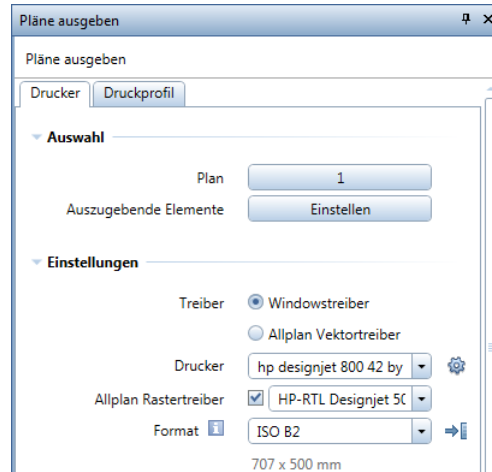 Pläne ausgeben
Pläne ausgeben
Drucker Druckprofil
Auswahl
Plan 1
Auszugebende Elemente Einstellen
Einstellungen
Treiber Windowstreiber
Allplan Vektortreiber
Drucker hp designjet 800 42 by
Allplan Rastertreiber HP-RTL Designjet 50
Format i ISO B2
707 x 500 mm